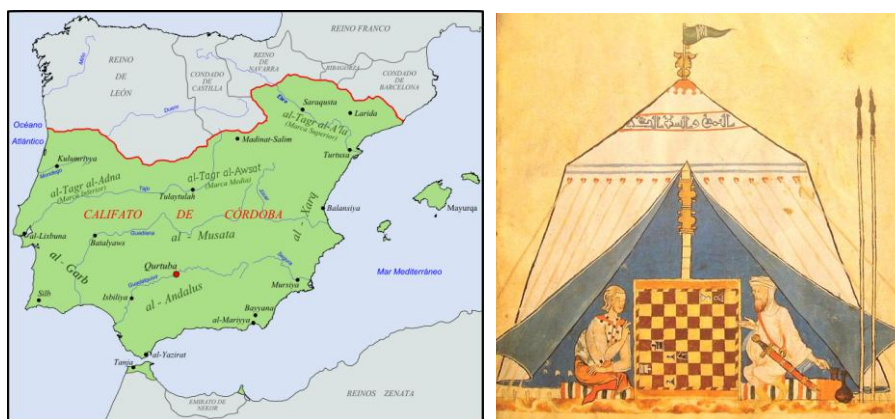 REINO FRANCO
REINO
DE
LEÓN
CONDADO
DE
CASTILLA
REINO
DE
NAVARRA
RIBAGORZA
CONDADO
DE
BARCELONA
Miño
Duero
Ebro
Océano
Atlántico
Saraqusta
Larida
al-Tagr al-A'la
(Marca Superior)
Turtusa
Madinat-Salim
Kulumriyya
Mondego
al-Tagr al-Adna
(Marca Inferior)
Tajo
al-Tagr al-Awsat
(Marca Media)
Tulaytulah
Júcar
Balansiya
al - Xarq
Mayurqa
CALIFATO DE CÓRDOBA
al-Lisbuna
Batalyaws
Guadiana
al - Musata
al - Garb
Qurtuba
Guadalquivir
Segura
Mursiya
Mar Mediterráneo
Silb
Ixbiliya
al - Andalus
Bayyana
al-Mariyya
al-Yazirat
Tanja
EMIRATO DE
NEKOR
REINOS ZENATA